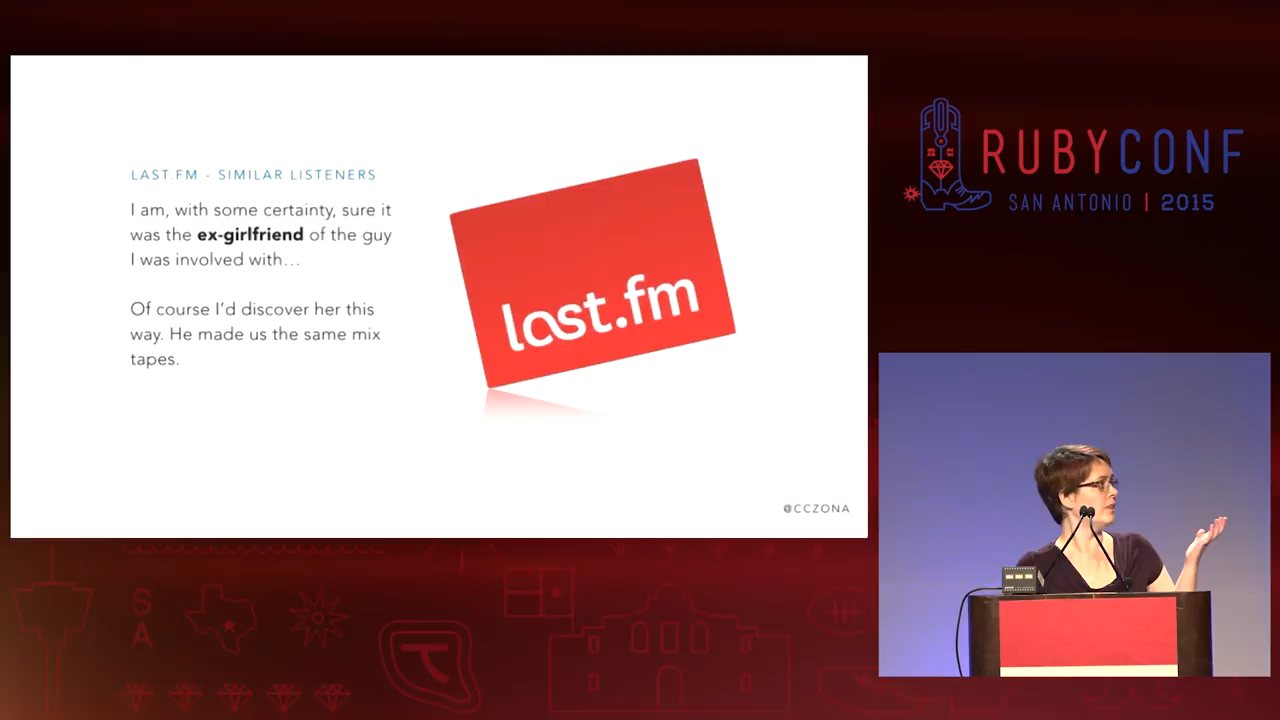 LAST.FM - SIMILAR LISTENERS
I am, with some certainty, sure it
was the ex-girlfriend of the guy
I was involved with…
Of course I'd discover her this
way. He made us the same mix
tapes.
last.fm
@CCZONA
RUBYCONF
SAN ANTONIO | 2015
S
A